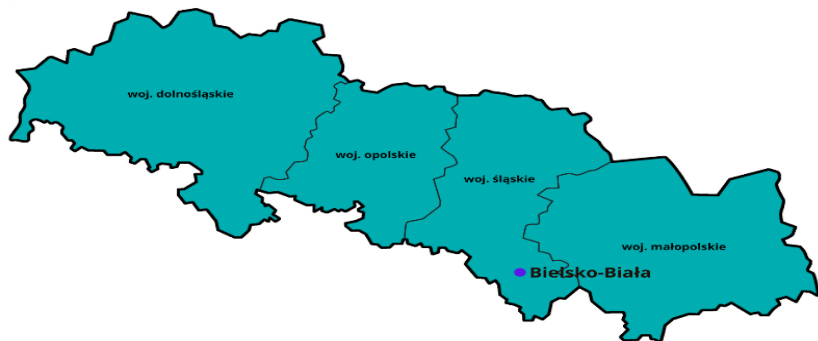 woj. dolnośląskie
woj. opolskie
woj. śląskie
woj. małopolskie
Bielsko-Biała